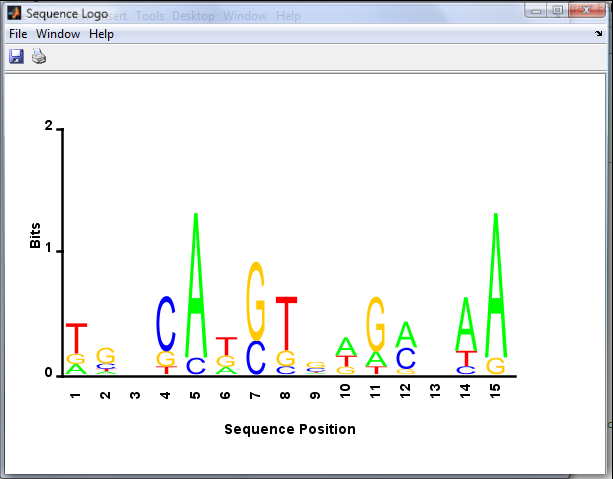 Sequence Logo
Insert Tools Desktop Window Help
File Window Help
2
Bits
1
0
T G A
G C T A
C G T
A C
T G A
G C
T G C
G C T
A T G
G A T
A C G
A T C
A G
1 2 3 4 5 6 7 8 9 10 11 12 13 14 15
Sequence Position